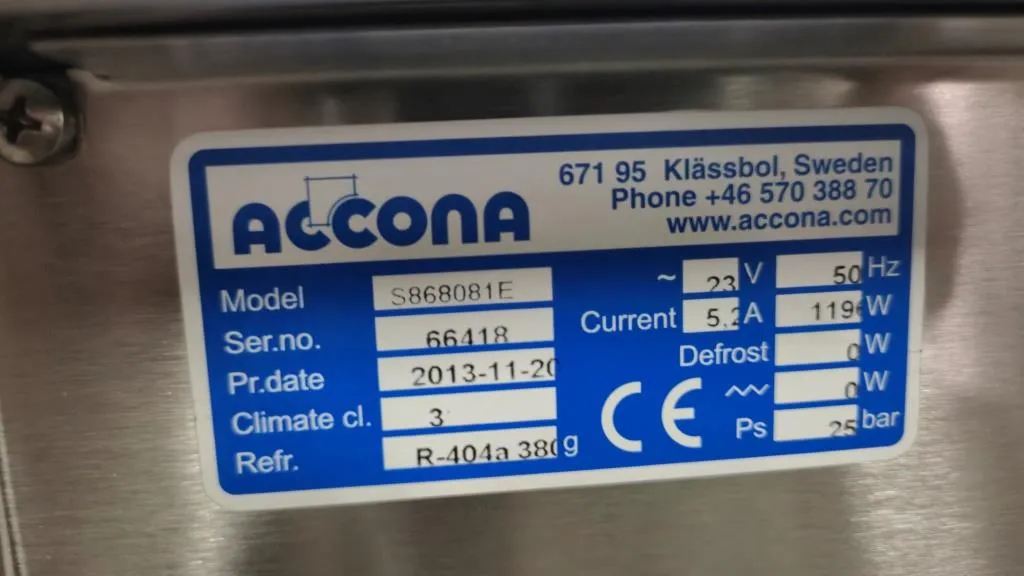 ACCONA
671 95 Klässbol, Sweden
Phone +46 570 388 70
www.accona.com
Model S868081E
Ser.no. 66418
Pr.date 2013-11-20
Climate cl. 3
Refr. R-404a 380 g
~ 23 V 50 Hz
Current 5.2 A 1196 W
Defrost 0 W
0 W
CE Ps 25 bar